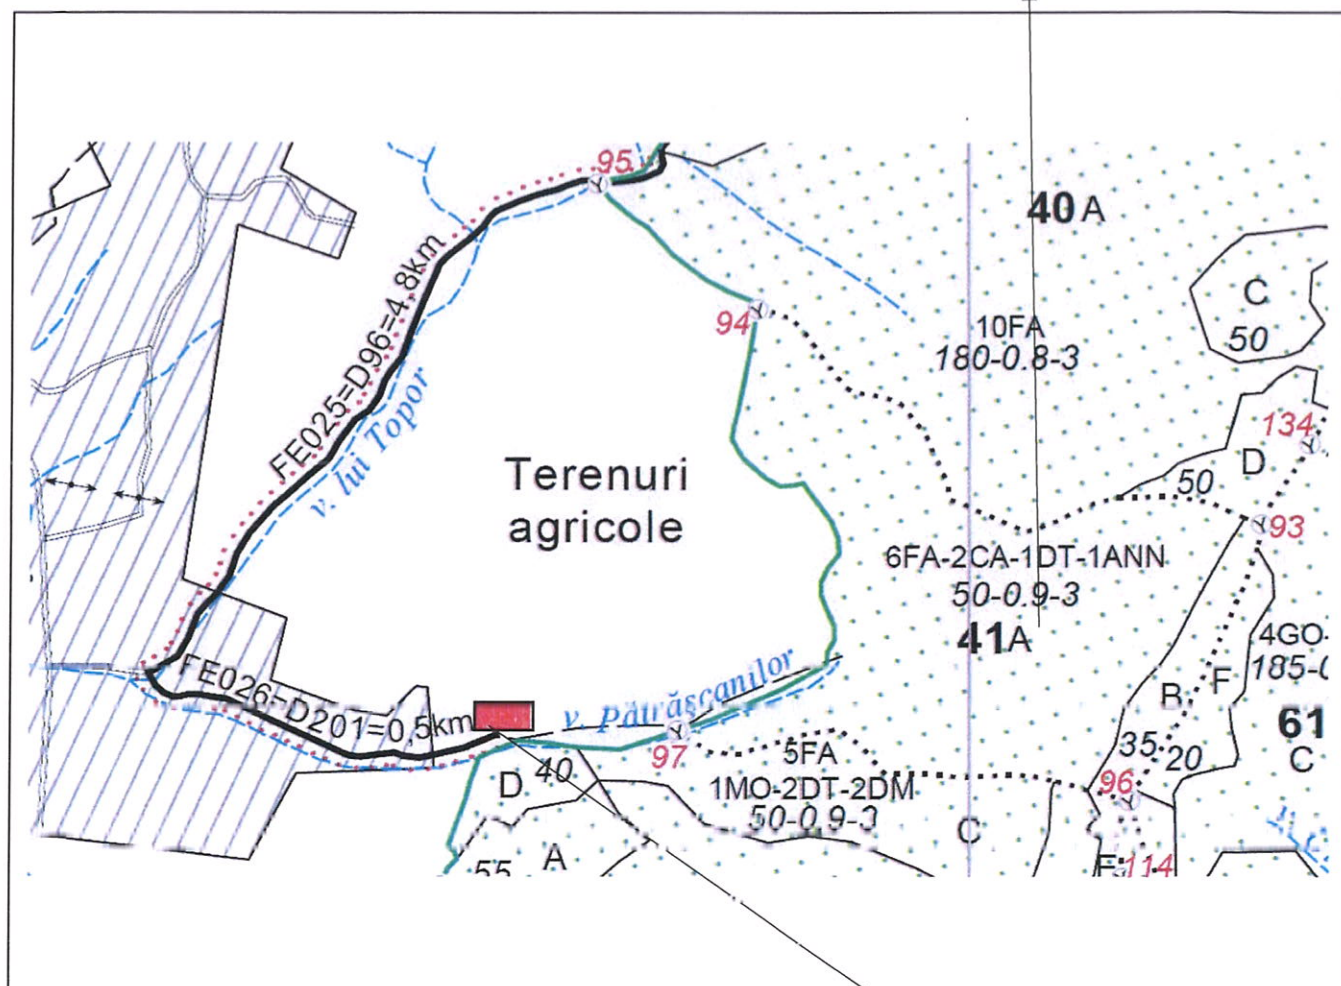 95
40 A
C
50
94
10FA
180-0.8-3
FE025=D96=4,8km
v. lui Topor
134
D
50
Terenuri
agricole
93
6FA-2CA-1DT-1ANN
50-0.9-3
41A
4GO-
185-
F
B
FE026=D201=0,5km
v. Pătrășcanilor
61
C
35
20
97
5FA
1MO-2DT-2DM
50-0.9-3
40
D
96
C
A
55
114